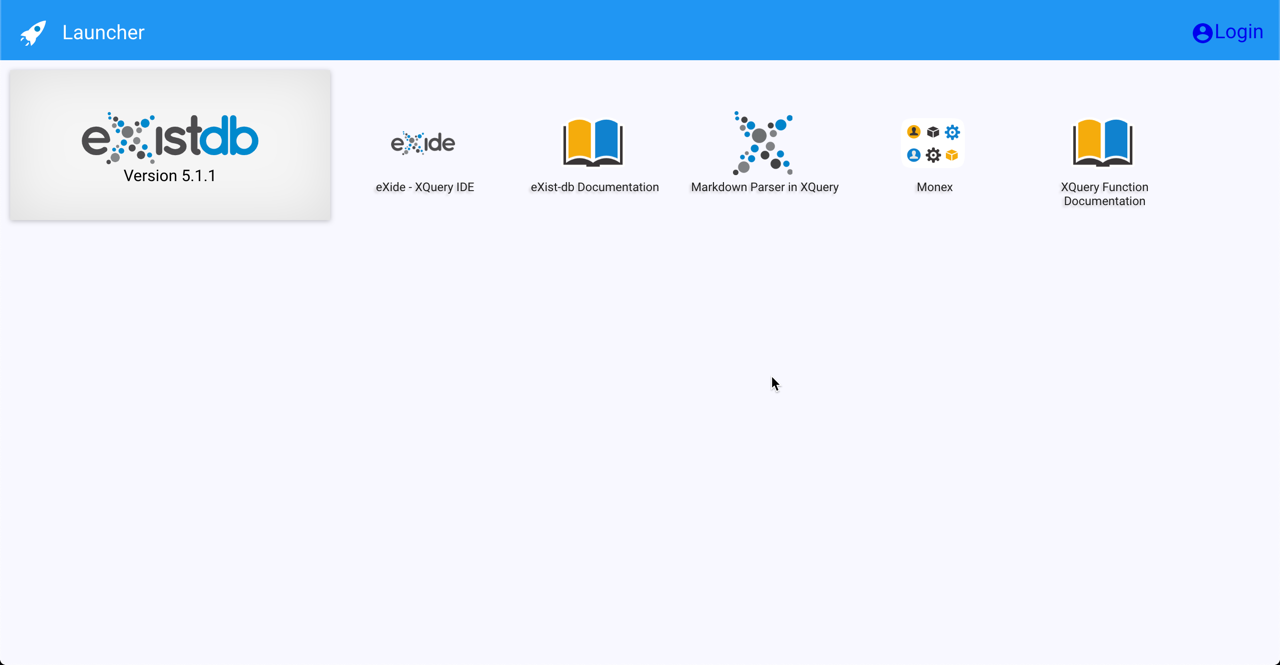 Launcher
Login
eXistdb
Version 5.1.1
eXide
eXide - XQuery IDE
eXist-db Documentation
Markdown Parser in XQuery
Monex
XQuery Function
Documentation